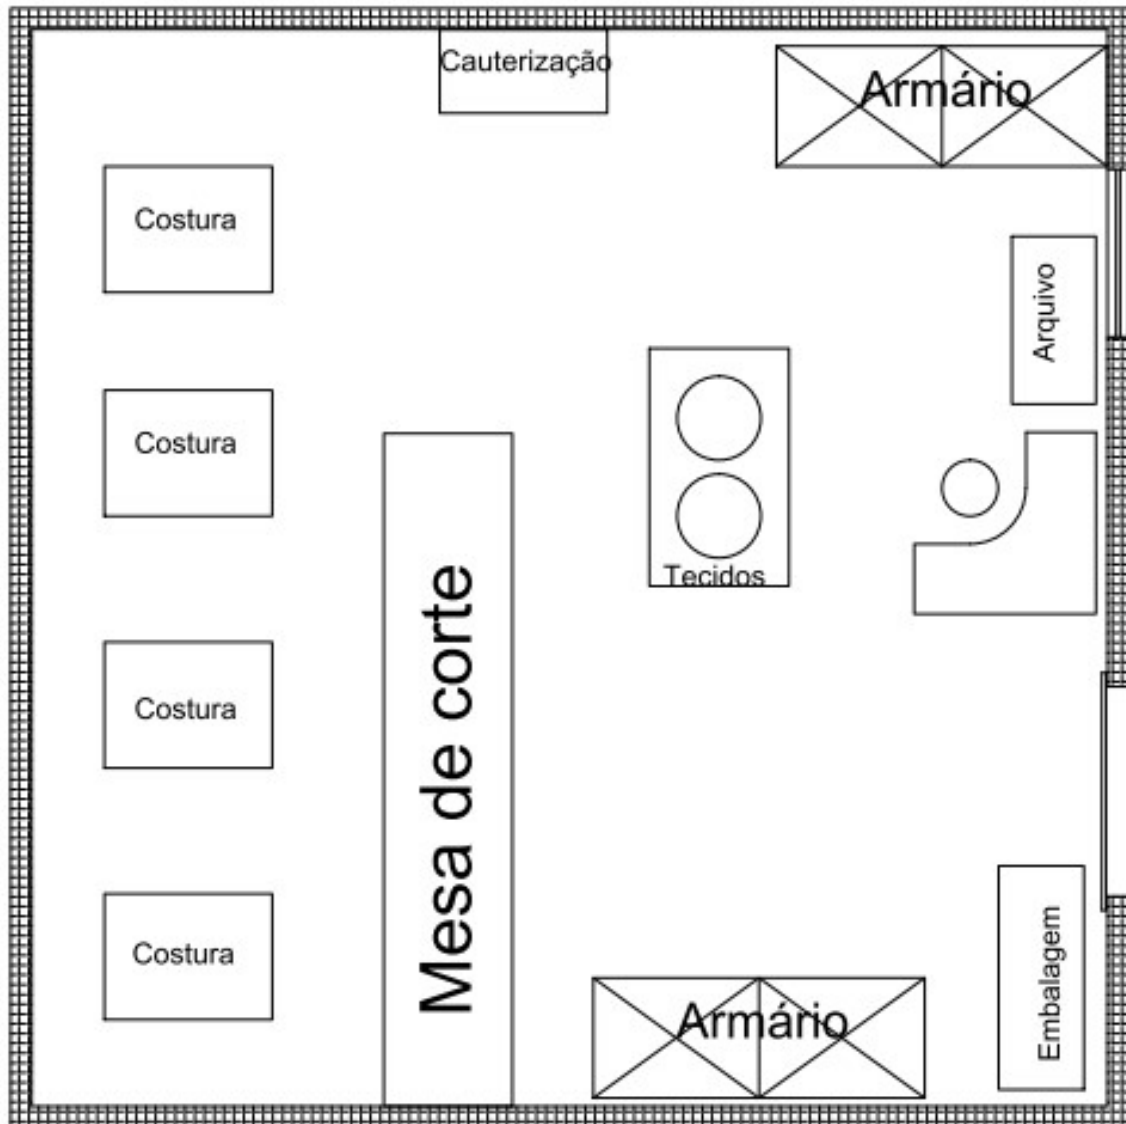 Cauterização
Armário
Costura
Arquivo
Costura
Tecidos
Mesa de corte
Costura
Costura
Armário
Embalagem